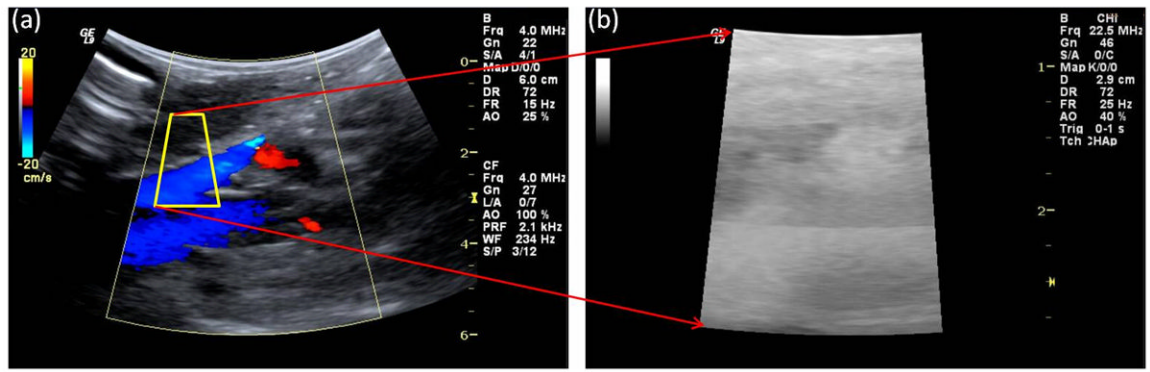 (a)
GE
L9
20
-20
cm/s
0
2
4
6
B
Frq 4.0 MHz
Gn 22
S/A 4/1
Map D/0/0
D 6.0 cm
DR 72
FR 15 Hz
AO 25 %
CF
Frq 4.0 MHz
Gn 27
L/A 0/7
AO 100 %
PRF 2.1 kHz
WF 234 Hz
S/P 3/12
(b)
GE
L9
1
2
B CHI
Frq 22.5 MHz
Gn 46
S/A 0/C
Map K/0/0
D 2.9 cm
DR 72
FR 25 Hz
AO 40 %
Trig 0-1 s
Tch CHAp